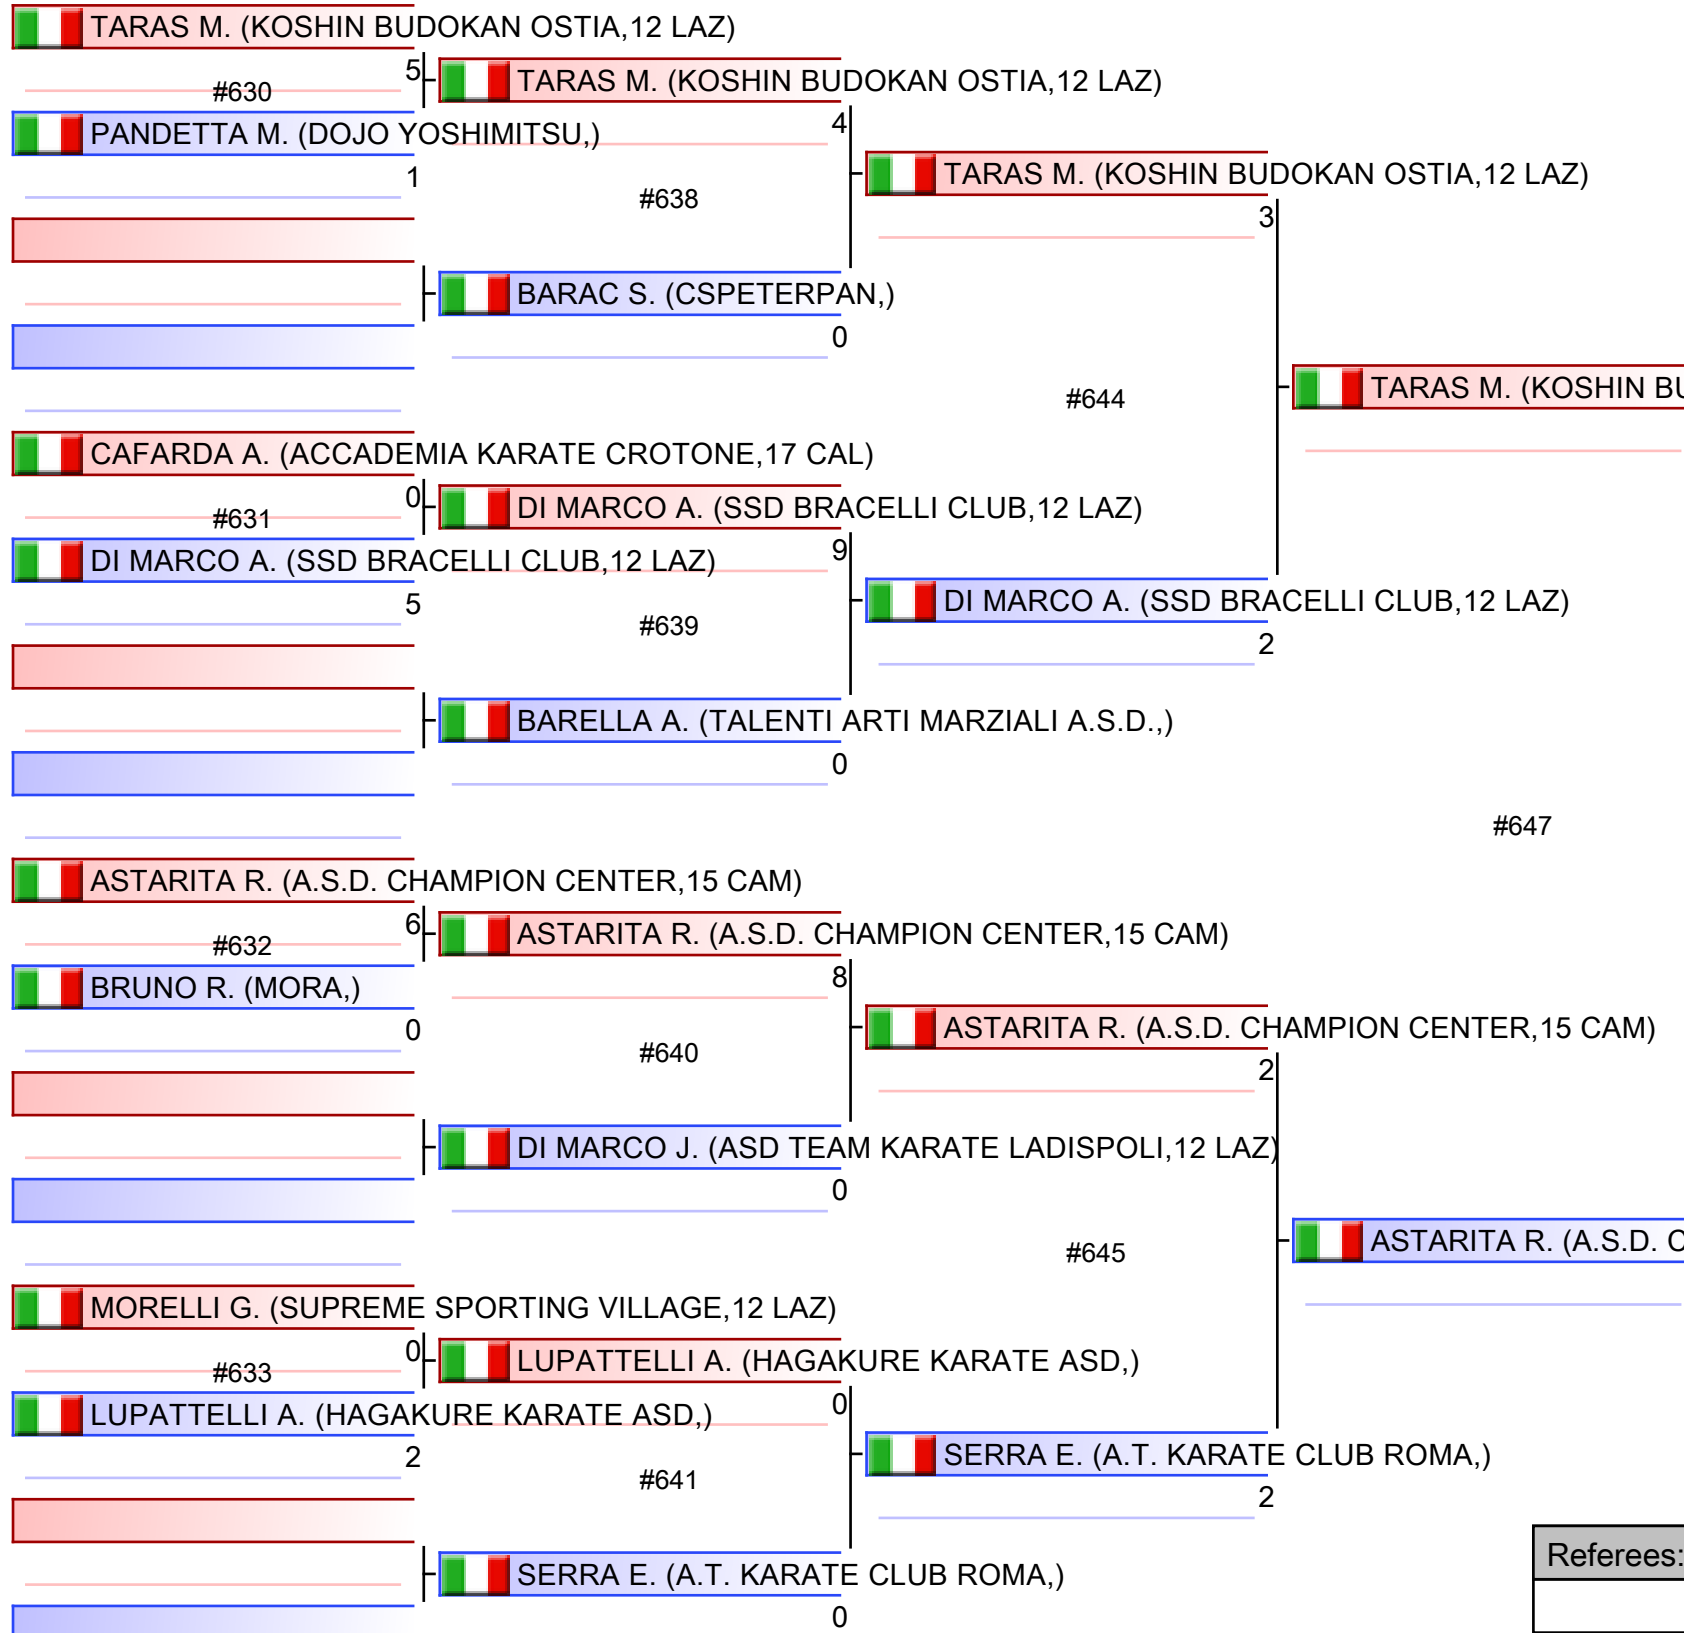 TARAS M. (KOSHIN BUDOKAN OSTIA,12 LAZ)
5
#630
PANDETTA M. (DOJO YOSHIMITSU,)
1
CAFARDA A. (ACCADEMIA KARATE CROTONE,17 CAL)
0
#631
DI MARCO A. (SSD BRACELLI CLUB,12 LAZ)
5
ASTARITA R. (A.S.D. CHAMPION CENTER,15 CAM)
6
#632
BRUNO R. (MORA,)
0
MORELLI G. (SUPREME SPORTING VILLAGE,12 LAZ)
0
#633
LUPATTELLI A. (HAGAKURE KARATE ASD,)
2
TARAS M. (KOSHIN BUDOKAN OSTIA,12 LAZ)
4
#638
BARAC S. (CSPETERPAN,)
0
DI MARCO A. (SSD BRACELLI CLUB,12 LAZ)
9
#639
BARELLA A. (TALENTI ARTI MARZIALI A.S.D.,)
0
ASTARITA R. (A.S.D. CHAMPION CENTER,15 CAM)
8
#640
DI MARCO J. (ASD TEAM KARATE LADISPOLI,12 LAZ)
0
LUPATTELLI A. (HAGAKURE KARATE ASD,)
0
#641
SERRA E. (A.T. KARATE CLUB ROMA,)
0
TARAS M. (KOSHIN BUDOKAN OSTIA,12 LAZ)
3
#644
DI MARCO A. (SSD BRACELLI CLUB,12 LAZ)
2
ASTARITA R. (A.S.D. CHAMPION CENTER,15 CAM)
2
#645
SERRA E. (A.T. KARATE CLUB ROMA,)
2
TARAS M. (KOSHIN BU
#647
ASTARITA R. (A.S.D. C
Referees: